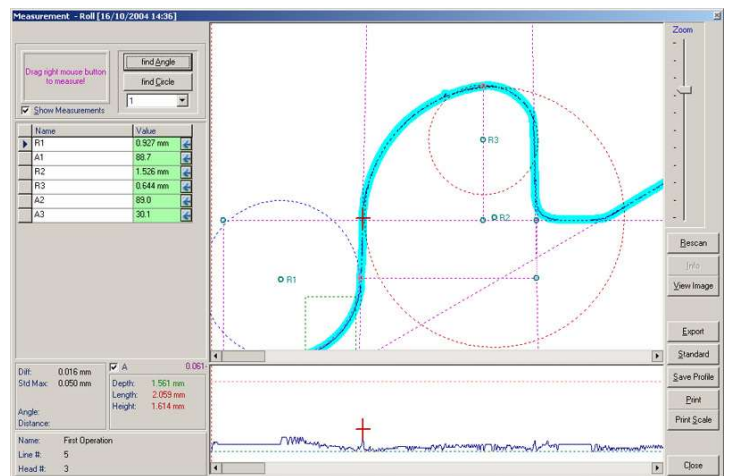 Measurement - Roll [16/10/2004 14:36]
Drag right mouse button
to measure!
find Angle
find Circle
Show Measurements
1
Name Value
R1 0.927 mm
A1 88.7
R2 1.526 mm
R3 0.644 mm
A2 89.0
A3 30.1
Diff: 0.016 mm
Std Max: 0.050 mm
Angle:
Distance:
A 0.061
Depth: 1.561 mm
Length: 2.059 mm
Height: 1.614 mm
Name: First Operation
Line #: 5
Head #: 3
R3
R2
R1
Zoom
Rescan
Info
View Image
Export
Standard
Save Profile
Print
Print Scale
Close